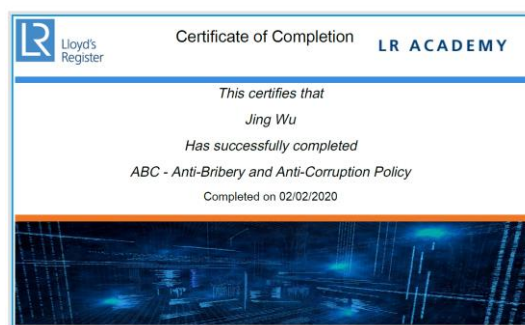 LR
Lloyd's
Register
Certificate of Completion
LR ACADEMY
This certifies that
Jing Wu
Has successfully completed
ABC - Anti-Bribery and Anti-Corruption Policy
Completed on 02/02/2020